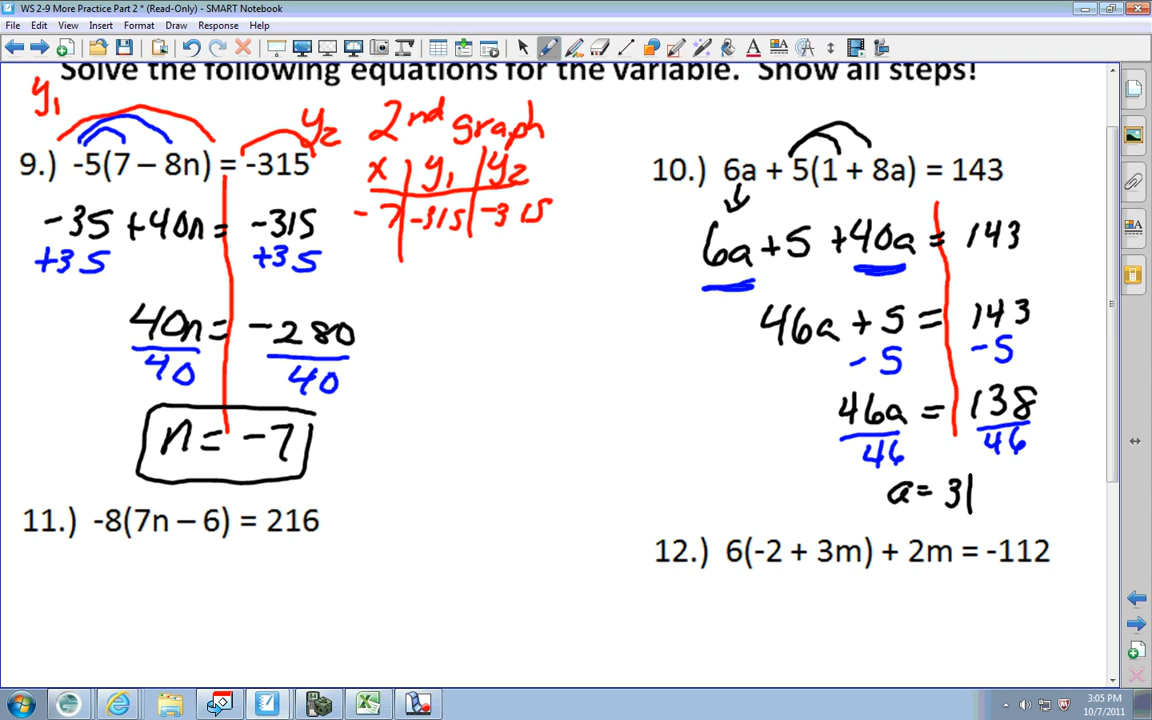 WS 2-9 More Practice Part 2 * (Read-Only) - SMART Notebook
File Edit View Insert Format Draw Response Help
Solve the following equations for the variable. Show all steps!
y1
y2
2nd graph
x y1 y2
-7 -315 -315
9.) -5(7 – 8n) = -315
-35 +40n = -315
+35 +35
40n = -280
40 40
n = -7
10.) 6a + 5(1 + 8a) = 143
6a + 5 + 40a = 143
46a + 5 = 143
-5 -5
46a = 138
46 46
a = 3|
11.) -8(7n – 6) = 216
12.) 6(-2 + 3m) + 2m = -112
3:05 PM
10/7/2011